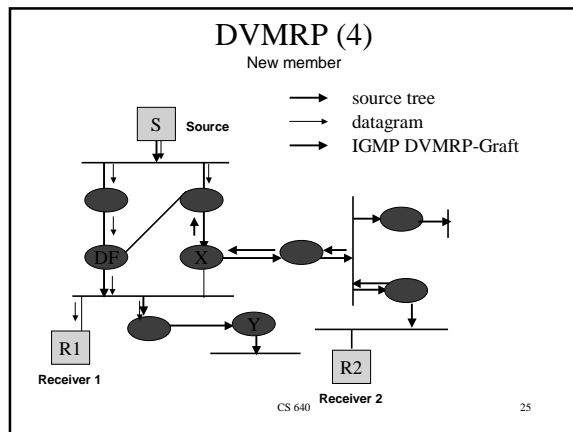 DVMRP (4)
New member
source tree
datagram
IGMP DVMRP-Graft
S
Source
DF
X
Y
R1
Receiver 1
R2
Receiver 2
CS 640
25